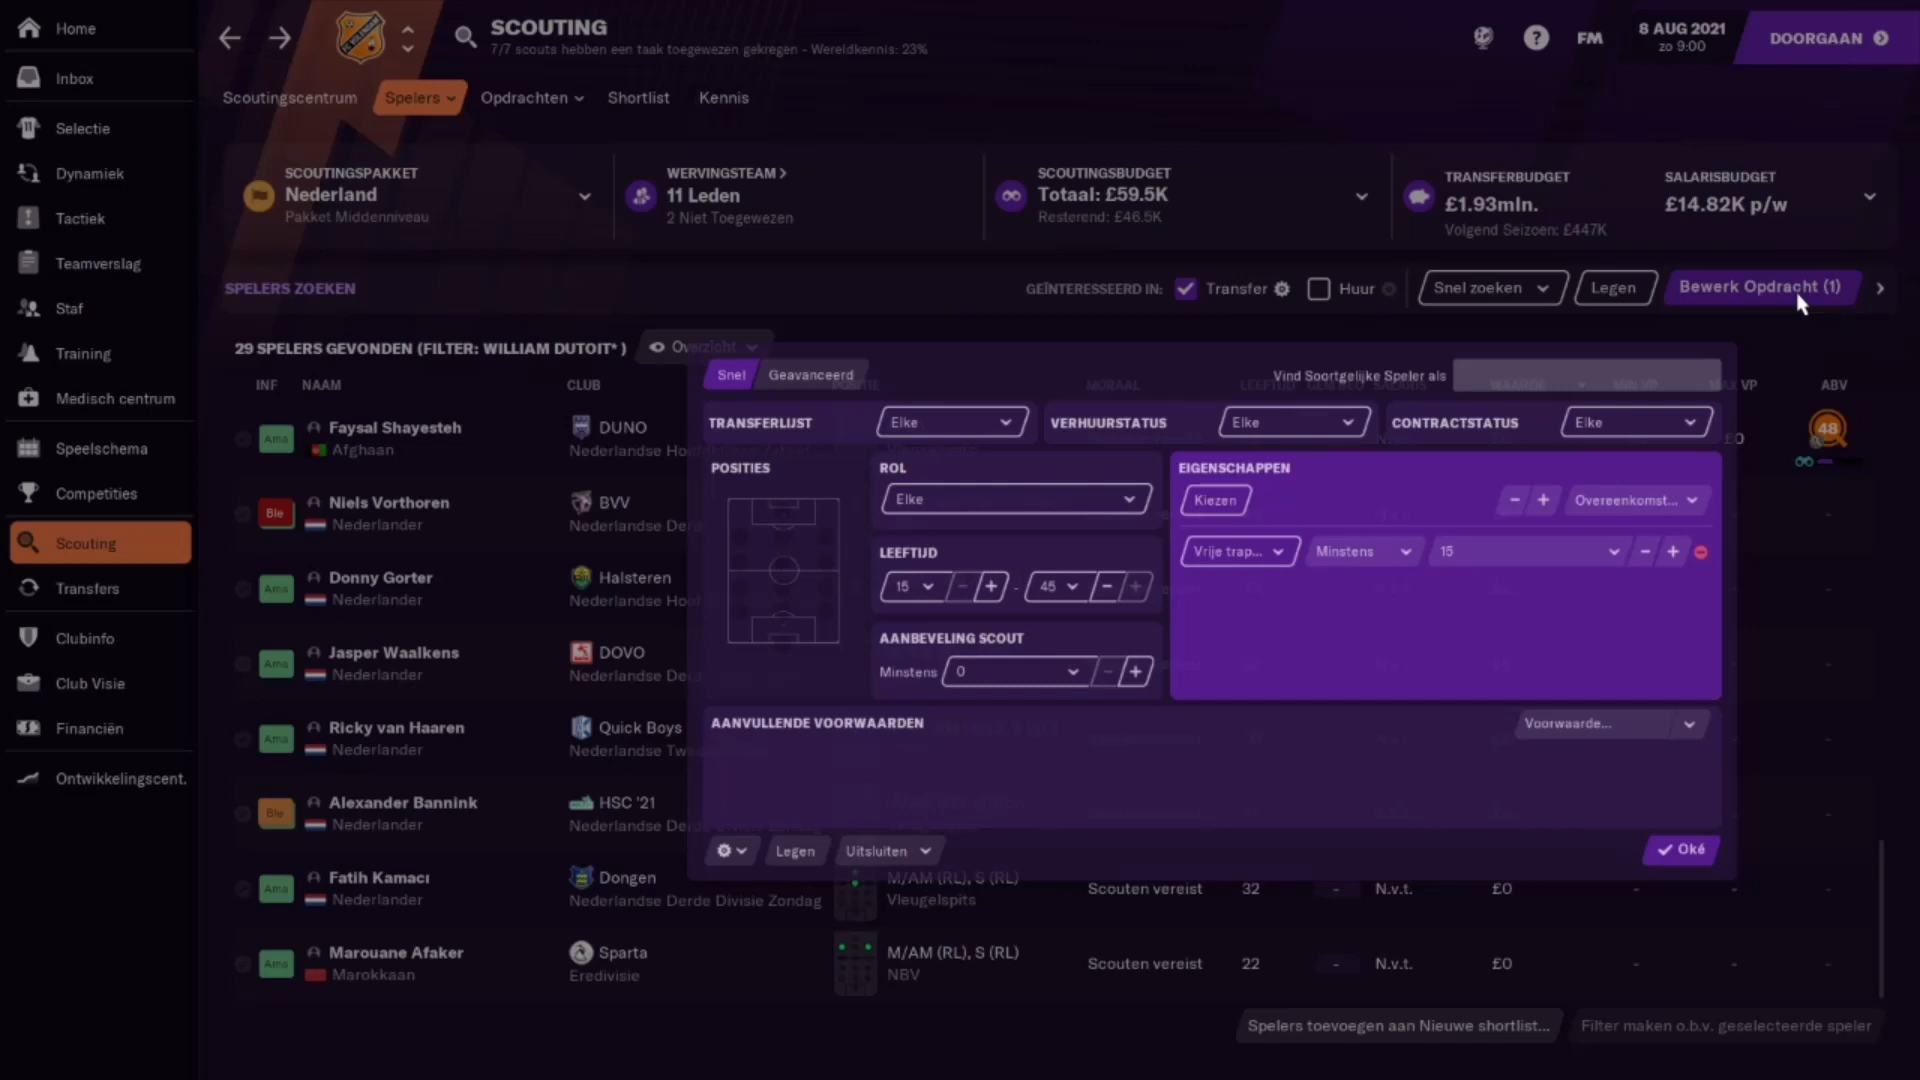 Home
Inbox
Selectie
Dynamiek
Tactiek
Teamverslag
Staf
Training
Medisch centrum
Speelschema
Competities
Scouting
Transfers
Clubinfo
Club Visie
Financiën
Ontwikkelingscent.
SCOUTING
7/7 scouts hebben een taak toegewezen gekregen - Wereldkennis: 23%
FM
8 AUG 2021
zo 9:00
DOORGAAN
Scoutingscentrum
Spelers
Opdrachten
Shortlist
Kennis
SCOUTINGSPAKKET
Nederland
Pakket Middenniveau
WERVINGSTEAM >
11 Leden
2 Niet Toegewezen
SCOUTINGSBUDGET
Totaal: £59.5K
Resterend: £46.5K
TRANSFERBUDGET
£1.93mln.
Volgend Seizoen: £447K
SALARISBUDGET
£14.82K p/w
SPELERS ZOEKEN
GEÏNTERESSEERD IN:
Transfer
Huur
Snel zoeken
Legen
Bewerk Opdracht (1)
29 SPELERS GEVONDEN (FILTER: WILLIAM DUTOIT* )
Overzicht
INF NAAM CLUB
ABV
Ama Faysal Shayesteh DUNO
Afghaan
48
Ble Niels Vorthoren BVV
Nederlander
Ama Donny Gorter Halsteren
Nederlander
Ama Jasper Waalkens DOVO
Nederlander
Ama Ricky van Haaren Quick Boys
Nederlander
Ble Alexander Bannink HSC '21
Nederlander
Ama Fatih Kamacı Dongen M/AM (RL), S (RL) Scouten vereist 32 - N.v.t. £0 - - -
Nederlander Nederlandse Derde Divisie Zondag Vleugelspits
Ama Marouane Afaker Sparta M/AM (RL), S (RL) Scouten vereist 22 - N.v.t. £0 - - -
Marokkaan Eredivisie NBV
Snel
Geavanceerd
Vind Soortgelijke Speler als
TRANSFERLIJST Elke
VERHUURSTATUS Elke
CONTRACTSTATUS Elke
POSITIES
ROL
Elke
LEEFTIJD
15 - + - 45 - +
AANBEVELING SCOUT
Minstens 0 - +
EIGENSCHAPPEN
Kiezen - + Overeenkomst...
Vrije trap... Minstens 15 - +
AANVULLENDE VOORWAARDEN
Voorwaarde...
Legen
Uitsluiten
Oké
Spelers toevoegen aan Nieuwe shortlist...
Filter maken o.b.v. geselecteerde speler